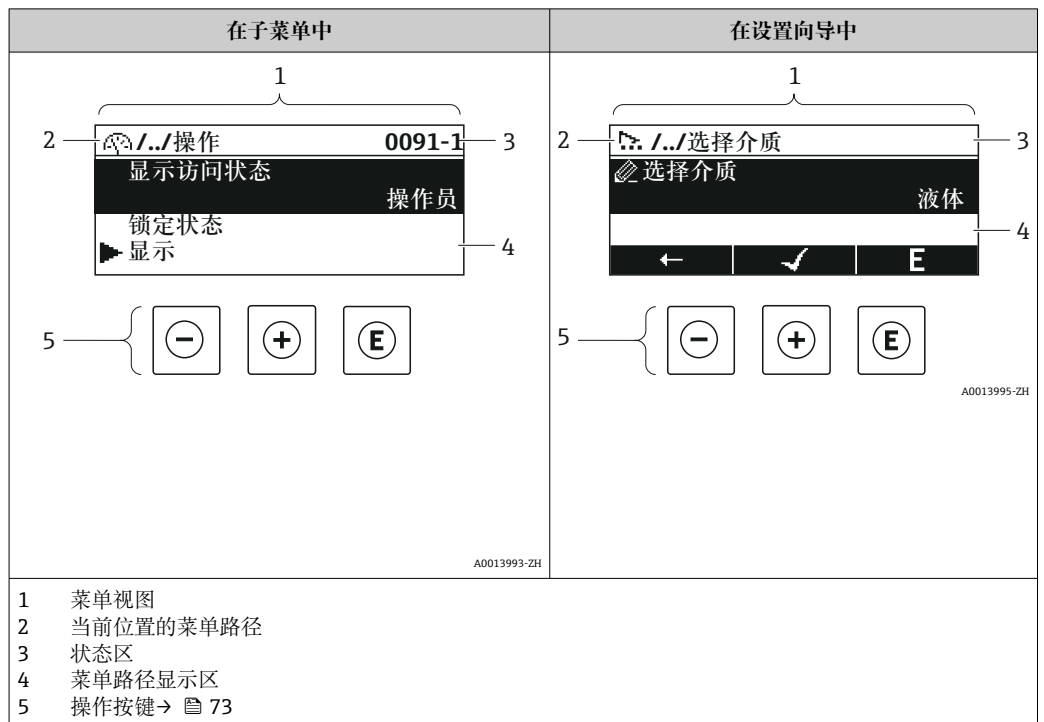 在子菜单中
在设置向导中
1
2
/../操作
0091-1
3
显示访问状态
操作员
锁定状态
显示
4
5
E
A0013993-ZH
1
2
/../选择介质
3
选择介质
液体
4
E
5
E
A0013995-ZH
1 菜单视图
2 当前位置的菜单路径
3 状态区
4 菜单路径显示区
5 操作按键→ 73